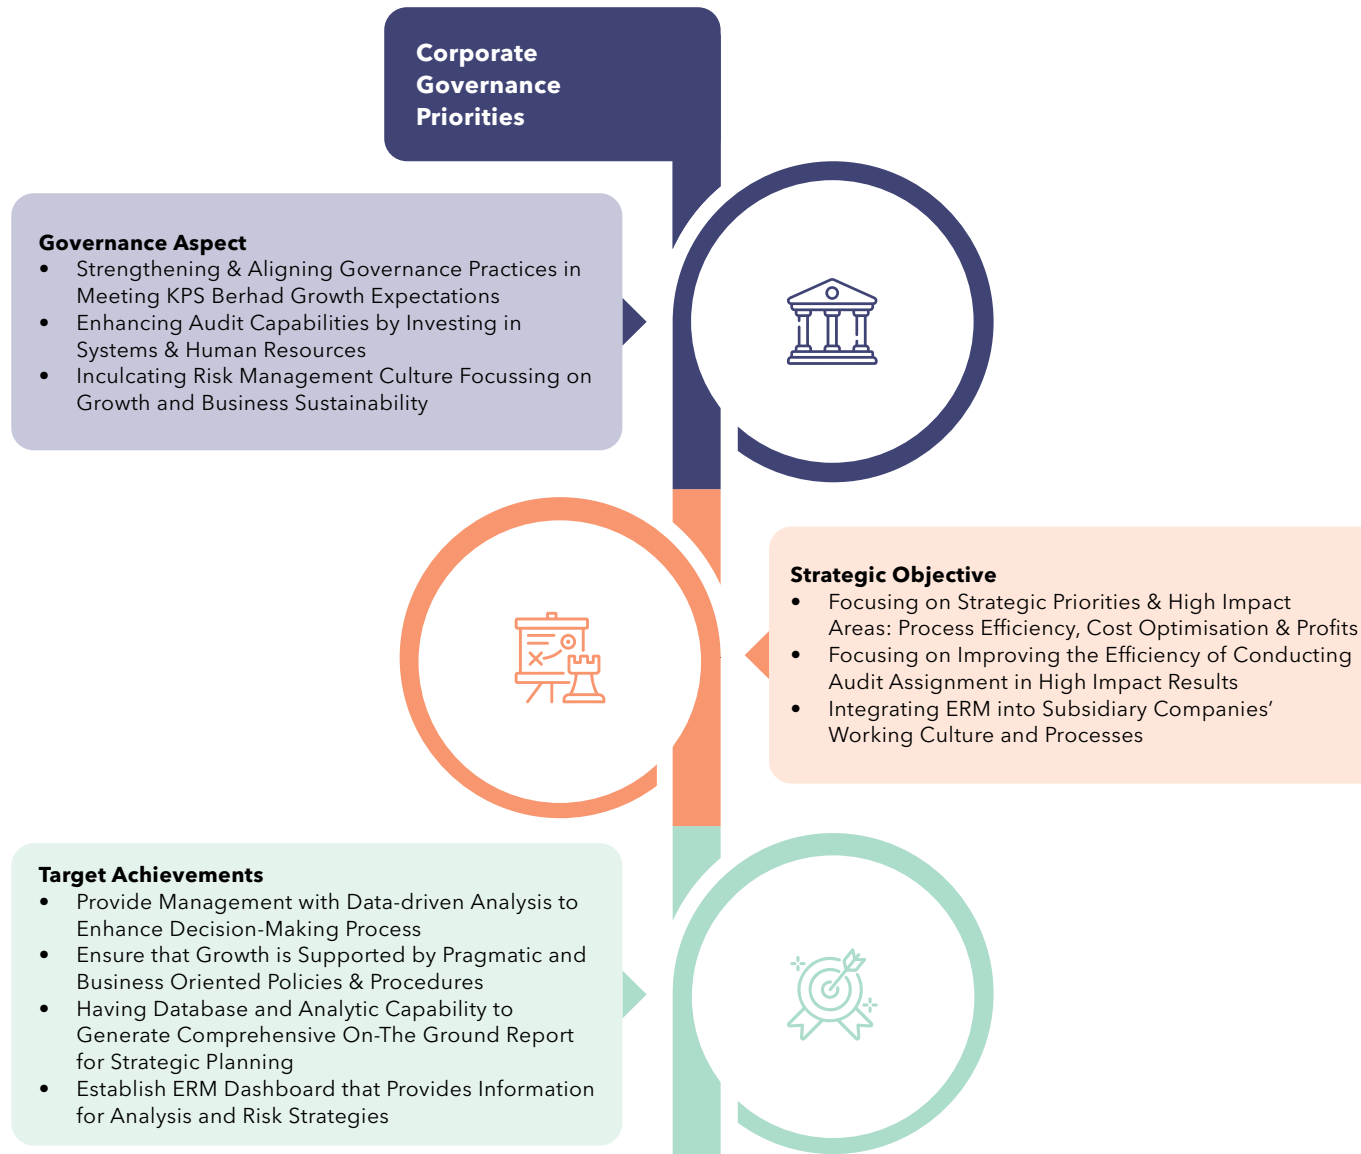 Corporate
Governance
Priorities
Governance Aspect
• Strengthening & Aligning Governance Practices in
Meeting KPS Berhad Growth Expectations
• Enhancing Audit Capabilities by Investing in
Systems & Human Resources
• Inculcating Risk Management Culture Focussing on
Growth and Business Sustainability
Strategic Objective
• Focusing on Strategic Priorities & High Impact
Areas: Process Efficiency, Cost Optimisation & Profits
• Focusing on Improving the Efficiency of Conducting
Audit Assignment in High Impact Results
• Integrating ERM into Subsidiary Companies’
Working Culture and Processes
Target Achievements
• Provide Management with Data-driven Analysis to
Enhance Decision-Making Process
• Ensure that Growth is Supported by Pragmatic and
Business Oriented Policies & Procedures
• Having Database and Analytic Capability to
Generate Comprehensive On-The Ground Report
for Strategic Planning
• Establish ERM Dashboard that Provides Information
for Analysis and Risk Strategies